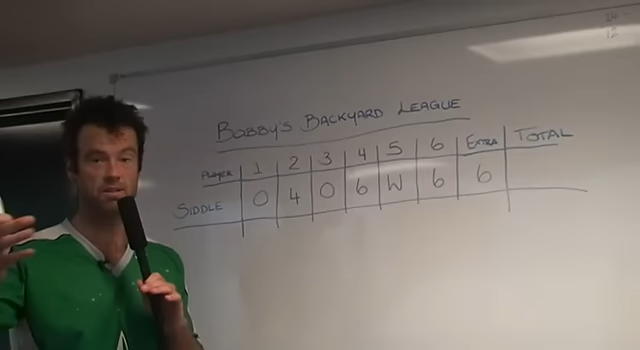 BOBBY'S BACKYARD LEAGUE
PLAYER 1 2 3 4 5 6 EXTRA TOTAL
SIDDLE 0 4 0 6 W 6 6